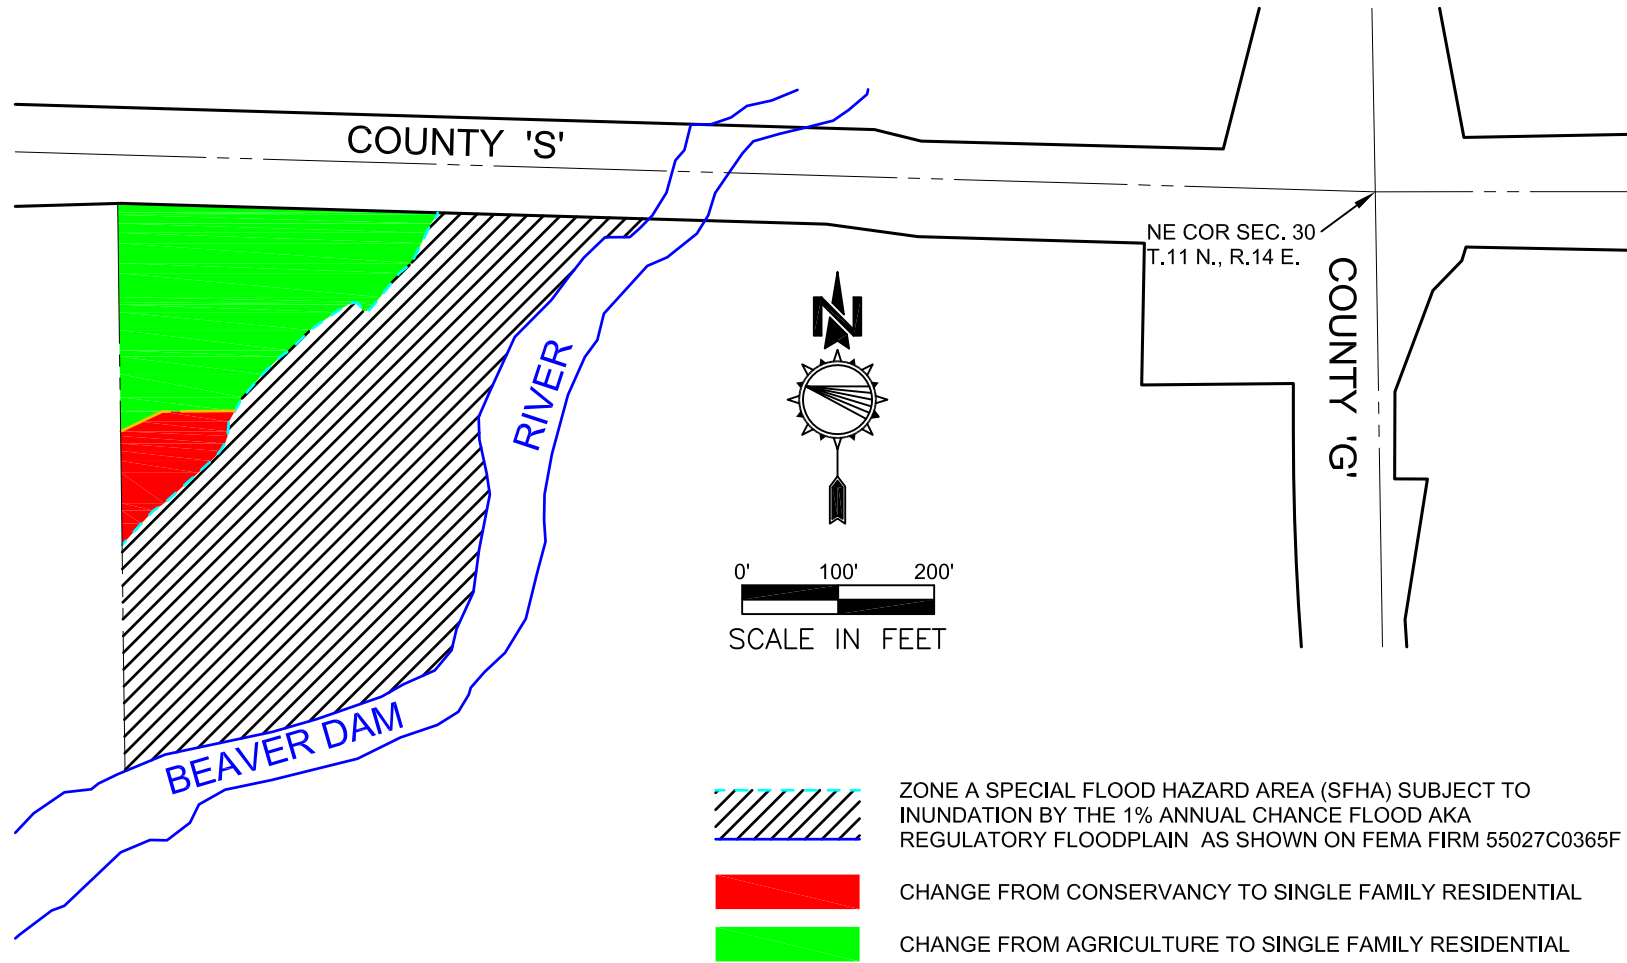 COUNTY 'S'
NE COR SEC. 30
T.11 N., R.14 E.
COUNTY 'G'
N
RIVER
BEAVER DAM
0' 100' 200'
SCALE IN FEET
ZONE A SPECIAL FLOOD HAZARD AREA (SFHA) SUBJECT TO
INUNDATION BY THE 1% ANNUAL CHANCE FLOOD AKA
REGULATORY FLOODPLAIN AS SHOWN ON FEMA FIRM 55027C0365F
CHANGE FROM CONSERVANCY TO SINGLE FAMILY RESIDENTIAL
CHANGE FROM AGRICULTURE TO SINGLE FAMILY RESIDENTIAL